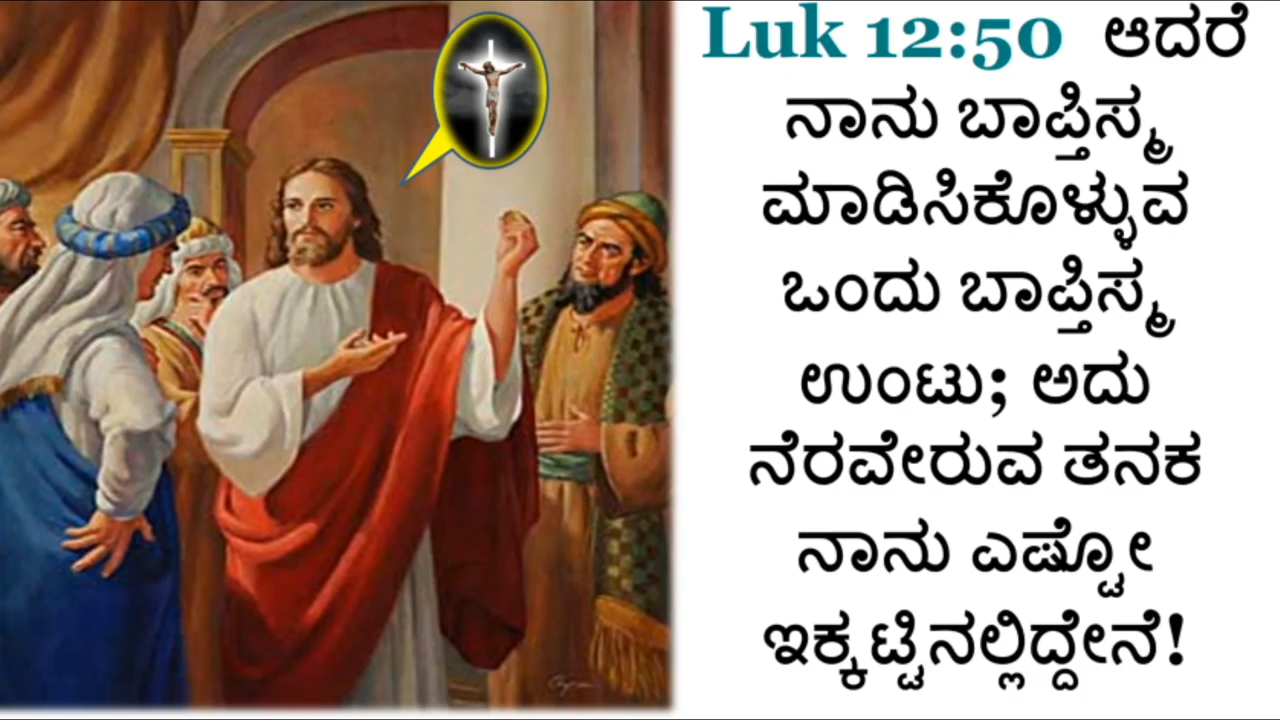 Luk 12:50 ಆದರೆ
ನಾನು ಬಾಪ್ತಿಸ್ಮ
ಮಾಡಿಸಿಕೊಳ್ಳುವ
ಒಂದು ಬಾಪ್ತಿಸ್ಮ
ಉಂಟು; ಅದು
ನೆರವೇರುವ ತನಕ
ನಾನು ಎಷ್ಟೋ
ಇಕ್ಕಟ್ಟಿನಲ್ಲಿದ್ದೇನೆ!